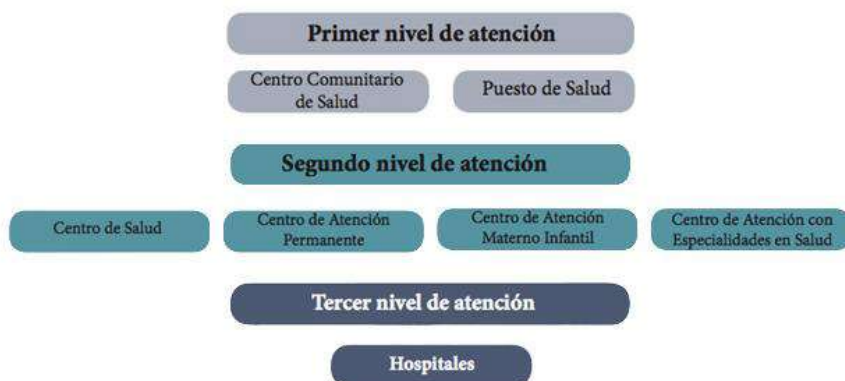 Primer nivel de atención
Centro Comunitario
de Salud
Puesto de Salud
Segundo nivel de atención
Centro de Salud
Centro de Atención
Permanente
Centro de Atención
Materno Infantil
Centro de Atención con
Especialidades en Salud
Tercer nivel de atención
Hospitales